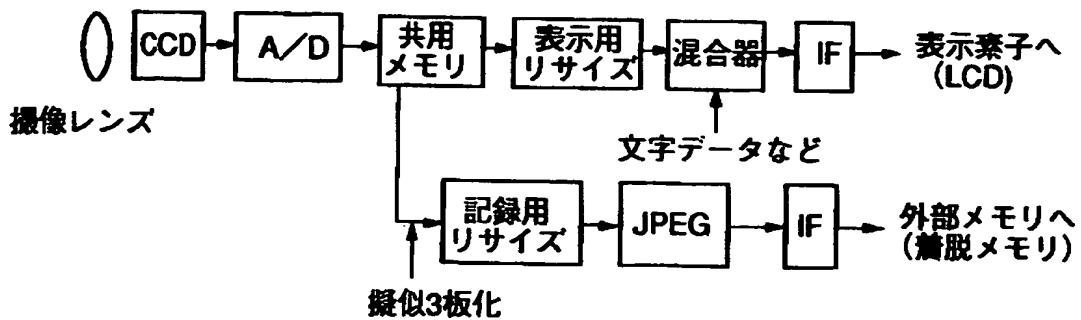 CCD
A/D
共用
メモリ
表示用
リサイズ
混合器
IF
表示素子へ
(LCD)
撮像レンズ
文字データなど
記録用
リサイズ
JPEG
IF
外部メモリへ
(着脱メモリ)
擬似3板化